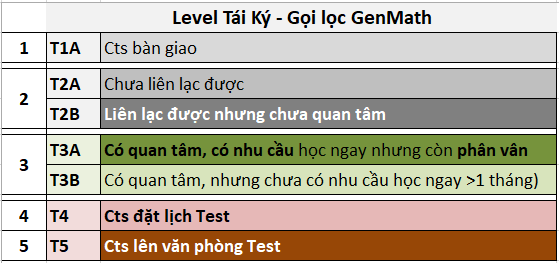 Level Tái Ký - Gọi lọc GenMath
1 T1A Cts bàn giao
2 T2A Chưa liên lạc được
T2B Liên lạc được nhưng chưa quan tâm
3 T3A Có quan tâm, có nhu cầu học ngay nhưng còn phân vân
T3B Có quan tâm, nhưng chưa có nhu cầu học ngay >1 tháng)
4 T4 Cts đặt lịch Test
5 T5 Cts lên văn phòng Test